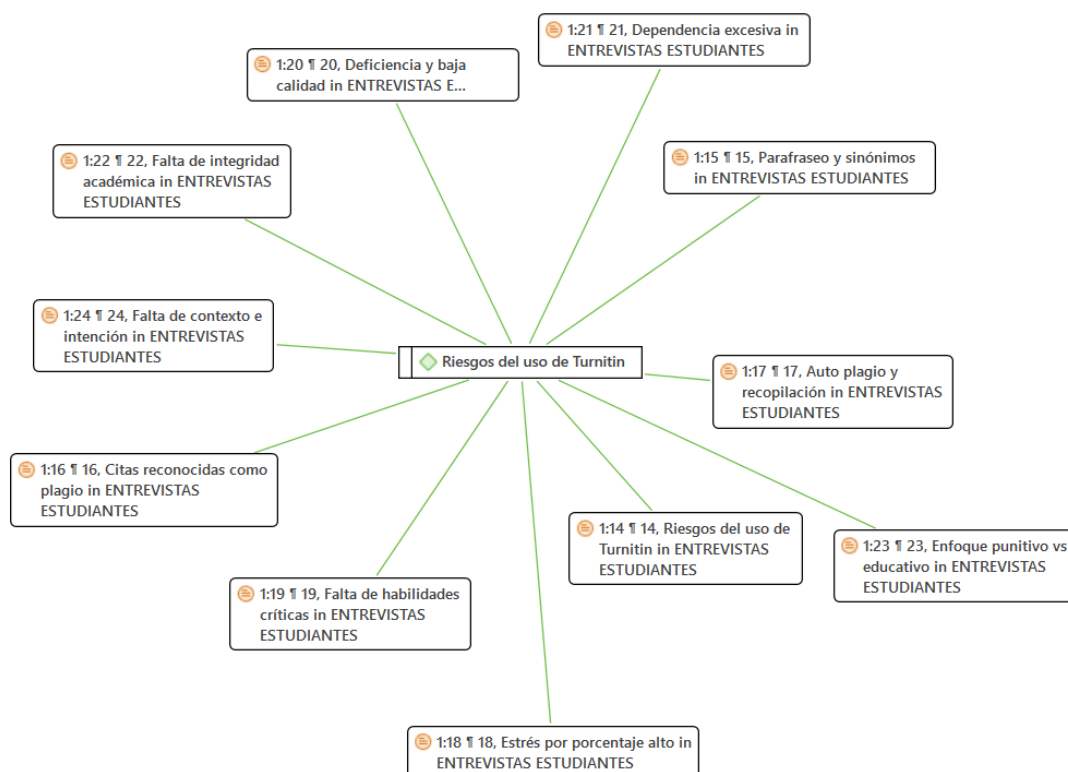 1:21 ¶ 21, Dependencia excesiva in
ENTREVISTAS ESTUDIANTES
1:20 ¶ 20, Deficiencia y baja
calidad in ENTREVISTAS E...
1:22 ¶ 22, Falta de integridad
académica in ENTREVISTAS
ESTUDIANTES
1:15 ¶ 15, Parafraseo y sinónimos
in ENTREVISTAS ESTUDIANTES
1:24 ¶ 24, Falta de contexto e
intención in ENTREVISTAS
ESTUDIANTES
Riesgos del uso de Turnitin
1:17 ¶ 17, Auto plagio y
recopilación in ENTREVISTAS
ESTUDIANTES
1:16 ¶ 16, Citas reconocidas como
plagio in ENTREVISTAS
ESTUDIANTES
1:14 ¶ 14, Riesgos del uso de
Turnitin in ENTREVISTAS
ESTUDIANTES
1:23 ¶ 23, Enfoque punitivo vs
educativo in ENTREVISTAS
ESTUDIANTES
1:19 ¶ 19, Falta de habilidades
críticas in ENTREVISTAS
ESTUDIANTES
1:18 ¶ 18, Estrés por porcentaje alto in
ENTREVISTAS ESTUDIANTES